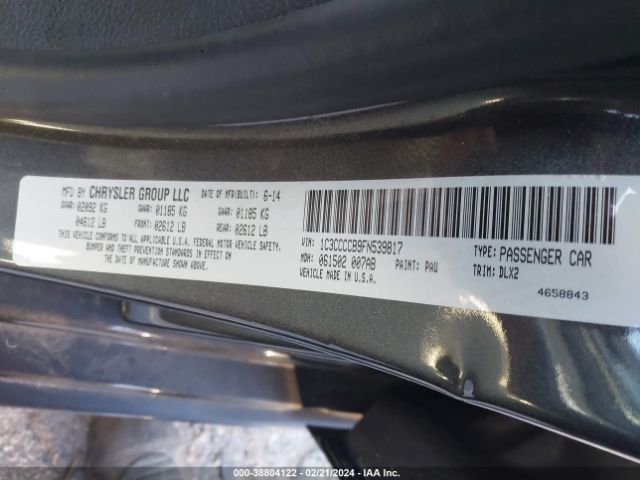 MFD BY CHRYSLER GROUP LLC DATE OF MFR(BUILT): 6-14
GVWR: 02092 KG GAWR: 01185 KG GAWR: 01185 KG
04612 LB FRONT: 02612 LB REAR: 02612 LB
THIS VEHICLE CONFORMS TO ALL APPLICABLE U.S.A. FEDERAL MOTOR VEHICLE SAFETY,
BUMPER AND THEFT PREVENTION STANDARDS IN EFFECT ON
THE DATE OF MANUFACTURE SHOWN ABOVE.
VIN: 1C3CCCCB9FN539817 TYPE: PASSENGER CAR
MDH: 061502 007AB PAINT: PAU TRIM: DLX2
VEHICLE MADE IN U.S.A.
4658843
000-38804122 - 02/21/2024 - IAA Inc.